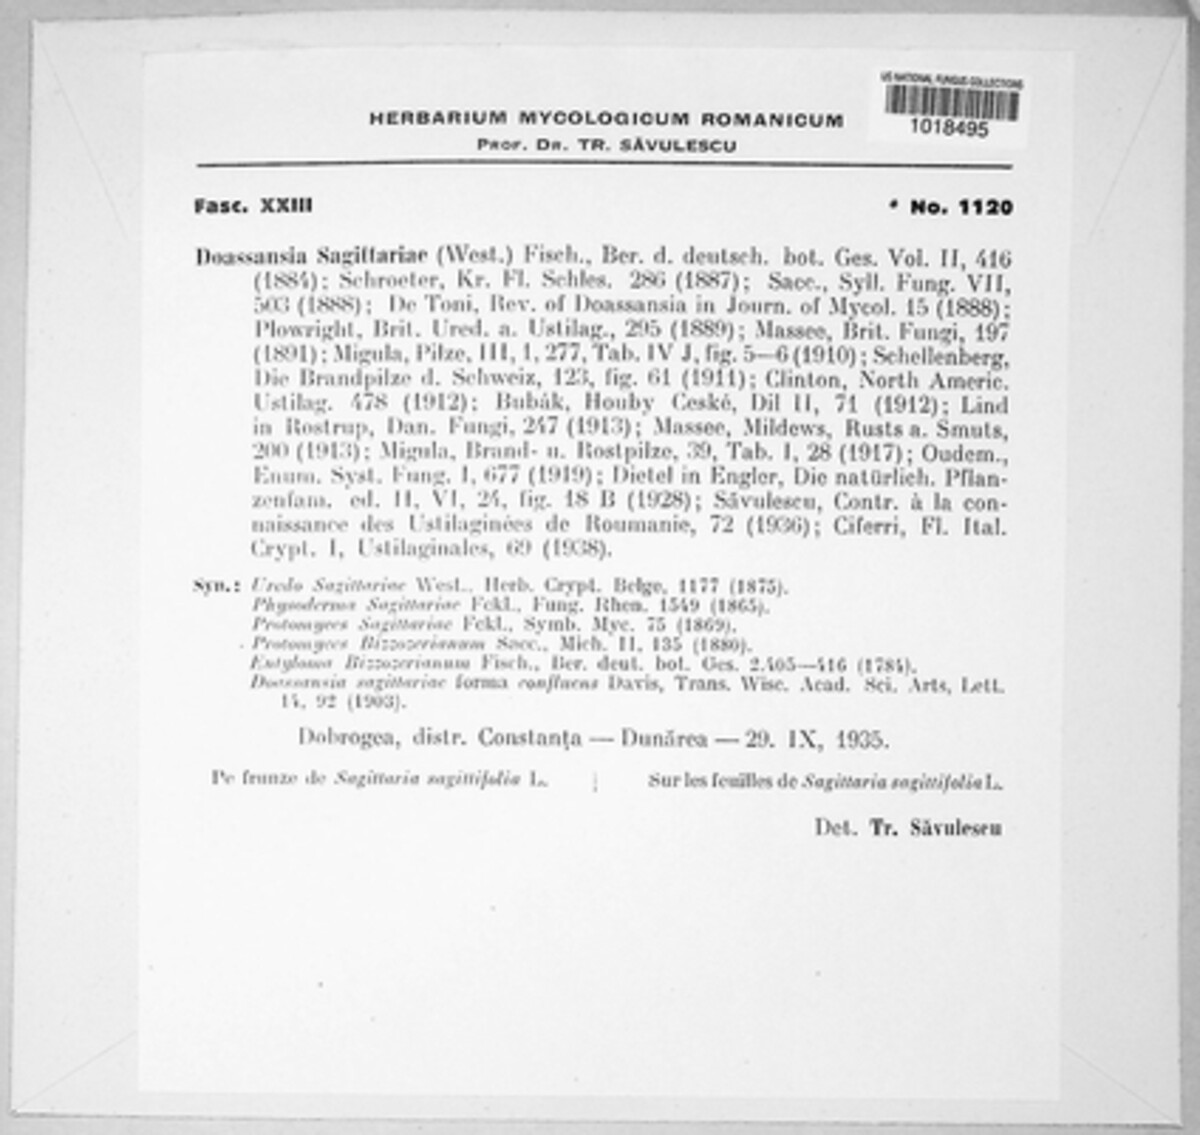 US NATIONAL FUNGUS COLLECTIONS
1018495
HERBARIUM MYCOLOGICUM ROMANICUM
PROF. DR. TR. SĂVULESCU
Fasc. XXIII
* No. 1120
Doassansia Sagittariae (West.) Fisch., Ber. d. deutsch. bot. Ges. Vol. II, 416
(1884); Schroeter, Kr. Fl. Schles. 286 (1887); Sacc., Syll. Fung. VII,
503 (1888); De Toni, Rev. of Doassansia in Journ. of Mycol. 15 (1888);
Plowright, Brit. Ured. a. Ustilag., 295 (1889); Massee, Brit. Fungi, 197
(1891); Migula, Pilze, III, 1, 277, Tab. IV J, fig. 5—6 (1910); Schellenberg,
Die Brandpilze d. Schweiz, 123, fig. 61 (1911); Clinton, North Americ.
Ustilag. 478 (1912); Bubák, Houby Ceské, Dil II, 71 (1912); Lind
in Rostrup, Dan. Fungi, 247 (1913); Massee, Mildews, Rusts a. Smuts,
200 (1913); Migula, Brand- u. Rostpilze, 39, Tab. I, 28 (1917); Oudem.,
Enum. Syst. Fung. I, 677 (1919); Dietel in Engler, Die natürlich. Pflan-
zenfam. ed. II, VI, 24, fig. 18 B (1928); Săvulescu, Contr. à la con-
naissance des Ustilaginées de Roumanie, 72 (1936); Ciferri, Fl. Ital.
Crypt. I, Ustilaginales, 69 (1938).
Syn.: Uredo Sagittariae West., Herb. Crypt. Belge, 1177 (1875).
Physoderma Sagittariae Fckl., Fung. Rhen. 1549 (1865).
Protomyces Sagittariae Fckl., Symb. Myc. 75 (1869).
Protomyces Bizzozerianum Sacc., Mich. II, 135 (1880).
Entyloma Bizzozerianum Fisch., Ber. deut. bot. Ges. 2.405—416 (1784).
Doassansia sagittariae forma confluens Davis, Trans. Wisc. Acad. Sci. Arts, Lett.
14, 92 (1903).
Dobrogea, distr. Constanța — Dunărea — 29. IX, 1935.
Pe frunze de Sagittaria sagittifolia L.
Sur les feuilles de Sagittaria sagittifolia L.
Det. Tr. Săvulescu